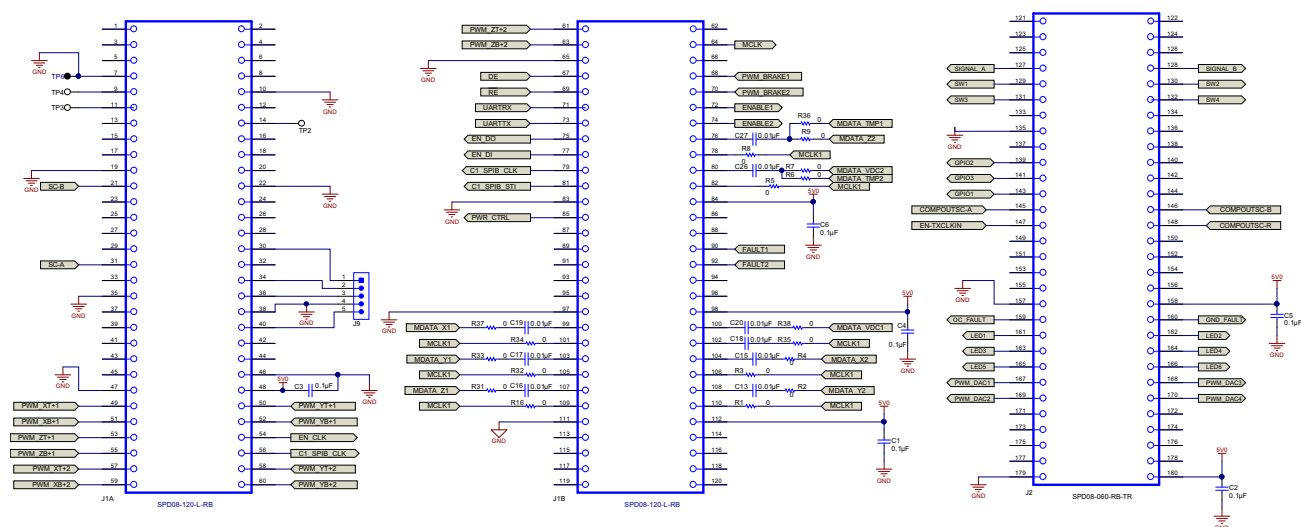 1 2
3 4
5 6
GND
TP6 7 8
TP4 9 10
GND
TP3 11 12
13 14
TP2
15 16
17 18
19 20
GND
SC-B 21 22
GND
23 24
25 26
27 28
29 30
SC-A 31 32
33 34
1
2
3
4
5
J9
35 36
GND
GND
37 38
39 40
41 42
43 44
45 46
GND
5V0
C3
0.1µF
GND
47 48
PWM_XT+1 49 50 PWM_YT+1
PWM_XB+1 51 52 PWM_YB+1
PWM_ZT+1 53 54 EN_CLK
PWM_ZB+1 55 56 C1_SPIB_CLK
PWM_XT+2 57 58 PWM_YT+2
PWM_XB+2 59 60 PWM_YB+2
J1A
SPD08-120-L-RB
PWM_ZT+2 61 62
PWM_ZB+2 63 64 MCLK
65 66
GND
DE 67 68 PWM_BRAKE1
RE 69 70 PWM_BRAKE2
UARTRX 71 72 ENABLE1
UARTTX 73 74 ENABLE2
R36 0 MDATA_TMP1
EN_DO 75 76 C27 0.01µF R9 0 MDATA_Z2
EN_DI 77 78 R8 0 MCLK1
C1_SPIB_CLK 79 80 C26 0.01µF R7 0 MDATA_VDC2
R6 0 MDATA_TMP2
C1_SPIB_STI 81 82 R5 0 MCLK1
5V0
83 84
GND
C6
0.1µF
GND
PWR_CTRL 85 86
87 88
89 90 FAULT1
91 92 FAULT2
93 94
95 96
5V0
97 98
GND
C4
0.1µF
GND
MDATA_X1 R37 0 C19 0.01µF 99 100 C20 0.01µF R38 0 MDATA_VDC1
MCLK1 R34 0 101 102 C18 0.01µF R35 0 MCLK1
MDATA_Y1 R33 0 C17 0.01µF 103 104 C15 0.01µF R4 0 MDATA_X2
MCLK1 R32 0 105 106 R3 0 MCLK1
MDATA_Z1 R31 0 C16 0.01µF 107 108 C13 0.01µF R2 0 MDATA_Y2
MCLK1 R16 0 109 110 R1 0 MCLK1
5V0
111 112
GND
C1
0.1µF
GND
113 114
115 116
117 118
119 120
J1B
SPD08-120-L-RB
121 122
123 124
125 126
SIGNAL_A 127 128 SIGNAL_B
SW1 129 130 SW2
SW3 131 132 SW4
133 134
135 136
GND
137 138
GPIO2 139 140
GPIO3 141 142
GPIO1 143 144
COMPOUTSC-A 145 146 COMPOUTSC-B
EN-TXCLKIN 147 148 COMPOUTSC-R
149 150
151 152
153 154
155 156
GND
5V0
157 158
C5
0.1µF
GND
OC_FAULT 159 160 GND_FAULT
LED1 161 162 LED2
LED3 163 164 LED4
LED5 165 166 LED6
PWM_DAC1 167 168 PWM_DAC3
PWM_DAC2 169 170 PWM_DAC4
171 172
173 174
175 176
177 178
5V0
179 180
GND
C2
0.1µF
GND
J2
SPD08-060-RB-TR